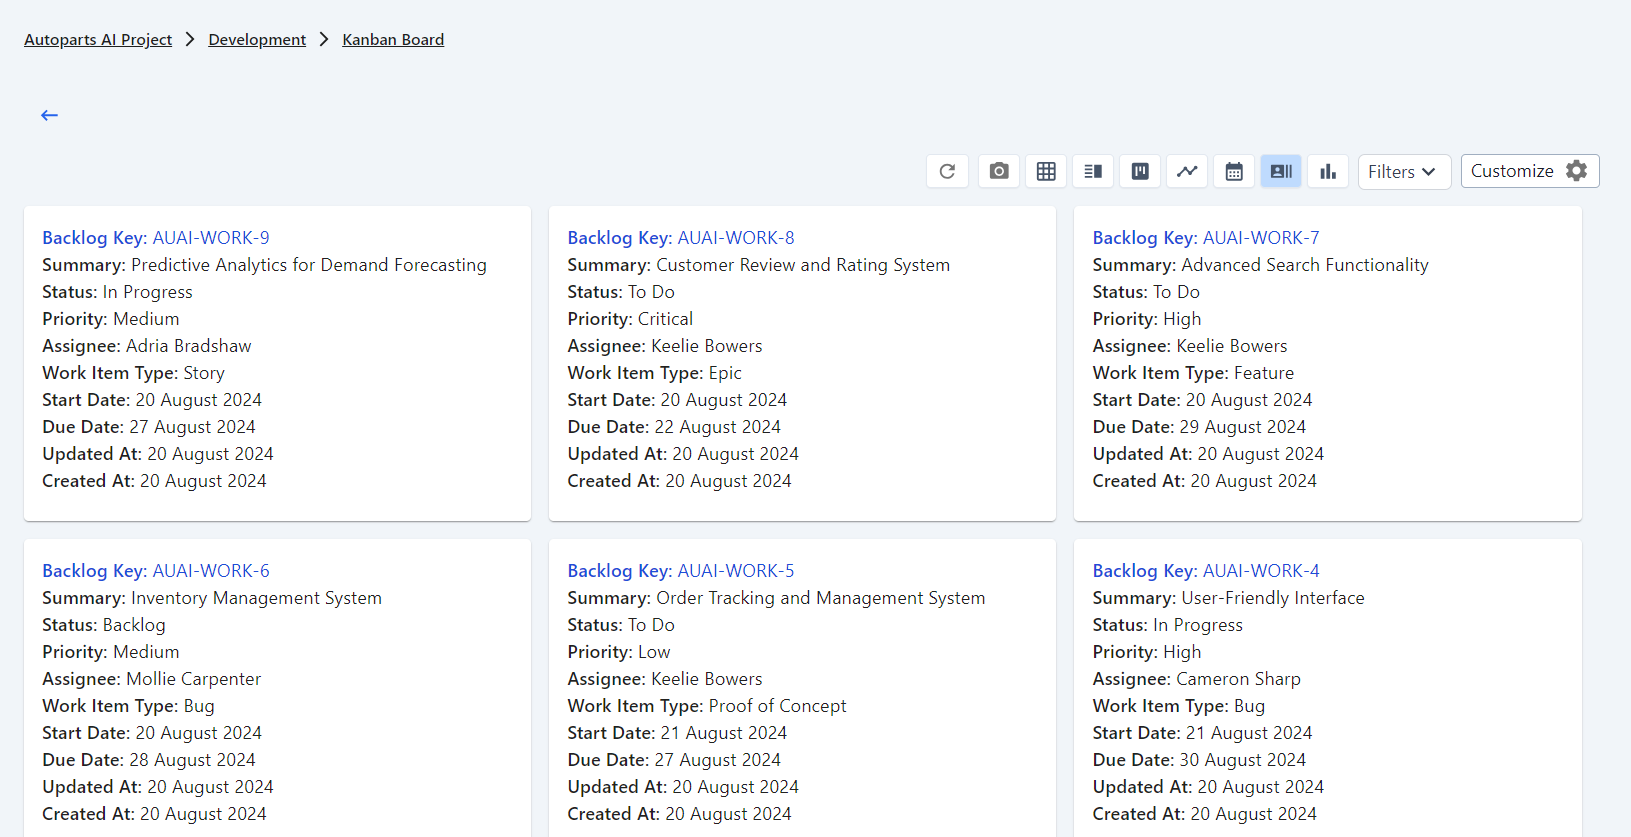 Autoparts AI Project > Development > Kanban Board
Filters
Customize
Backlog Key: AUAI-WORK-9
Summary: Predictive Analytics for Demand Forecasting
Status: In Progress
Priority: Medium
Assignee: Adria Bradshaw
Work Item Type: Story
Start Date: 20 August 2024
Due Date: 27 August 2024
Updated At: 20 August 2024
Created At: 20 August 2024
Backlog Key: AUAI-WORK-8
Summary: Customer Review and Rating System
Status: To Do
Priority: Critical
Assignee: Keelie Bowers
Work Item Type: Epic
Start Date: 20 August 2024
Due Date: 22 August 2024
Updated At: 20 August 2024
Created At: 20 August 2024
Backlog Key: AUAI-WORK-7
Summary: Advanced Search Functionality
Status: To Do
Priority: High
Assignee: Keelie Bowers
Work Item Type: Feature
Start Date: 20 August 2024
Due Date: 29 August 2024
Updated At: 20 August 2024
Created At: 20 August 2024
Backlog Key: AUAI-WORK-6
Summary: Inventory Management System
Status: Backlog
Priority: Medium
Assignee: Mollie Carpenter
Work Item Type: Bug
Start Date: 20 August 2024
Due Date: 28 August 2024
Updated At: 20 August 2024
Created At: 20 August 2024
Backlog Key: AUAI-WORK-5
Summary: Order Tracking and Management System
Status: To Do
Priority: Low
Assignee: Keelie Bowers
Work Item Type: Proof of Concept
Start Date: 21 August 2024
Due Date: 27 August 2024
Updated At: 20 August 2024
Created At: 20 August 2024
Backlog Key: AUAI-WORK-4
Summary: User-Friendly Interface
Status: In Progress
Priority: High
Assignee: Cameron Sharp
Work Item Type: Bug
Start Date: 21 August 2024
Due Date: 30 August 2024
Updated At: 20 August 2024
Created At: 20 August 2024